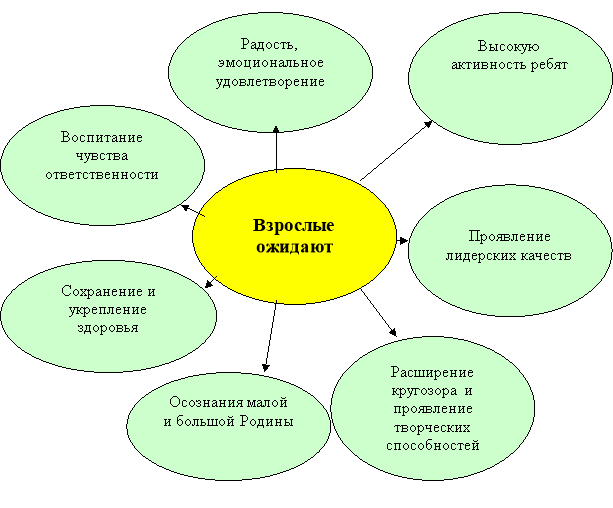 Радость,
эмоциональное
удовлетворение
Высокую
активность ребят
Воспитание
чувства
ответственности
Взрослые
ожидают
Проявление
лидерских качеств
Сохранение и
укрепление
здоровья
Расширение
кругозора и
проявление
творческих
способностей
Осознания малой
и большой Родины